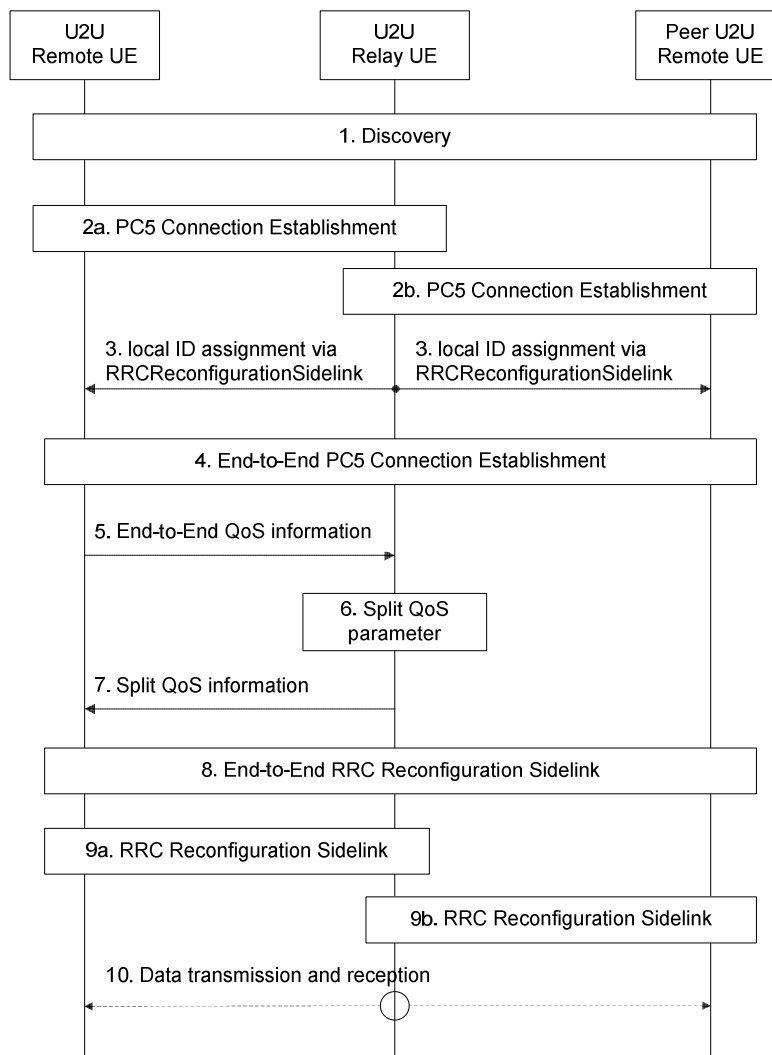 U2U
Remote UE
U2U
Relay UE
Peer U2U
Remote UE
1. Discovery
2a. PC5 Connection Establishment
2b. PC5 Connection Establishment
3. local ID assignment via
RRCReconfigurationSidelink
3. local ID assignment via
RRCReconfigurationSidelink
4. End-to-End PC5 Connection Establishment
5. End-to-End QoS information
6. Split QoS
parameter
7. Split QoS information
8. End-to-End RRC Reconfiguration Sidelink
9a. RRC Reconfiguration Sidelink
9b. RRC Reconfiguration Sidelink
10. Data transmission and reception